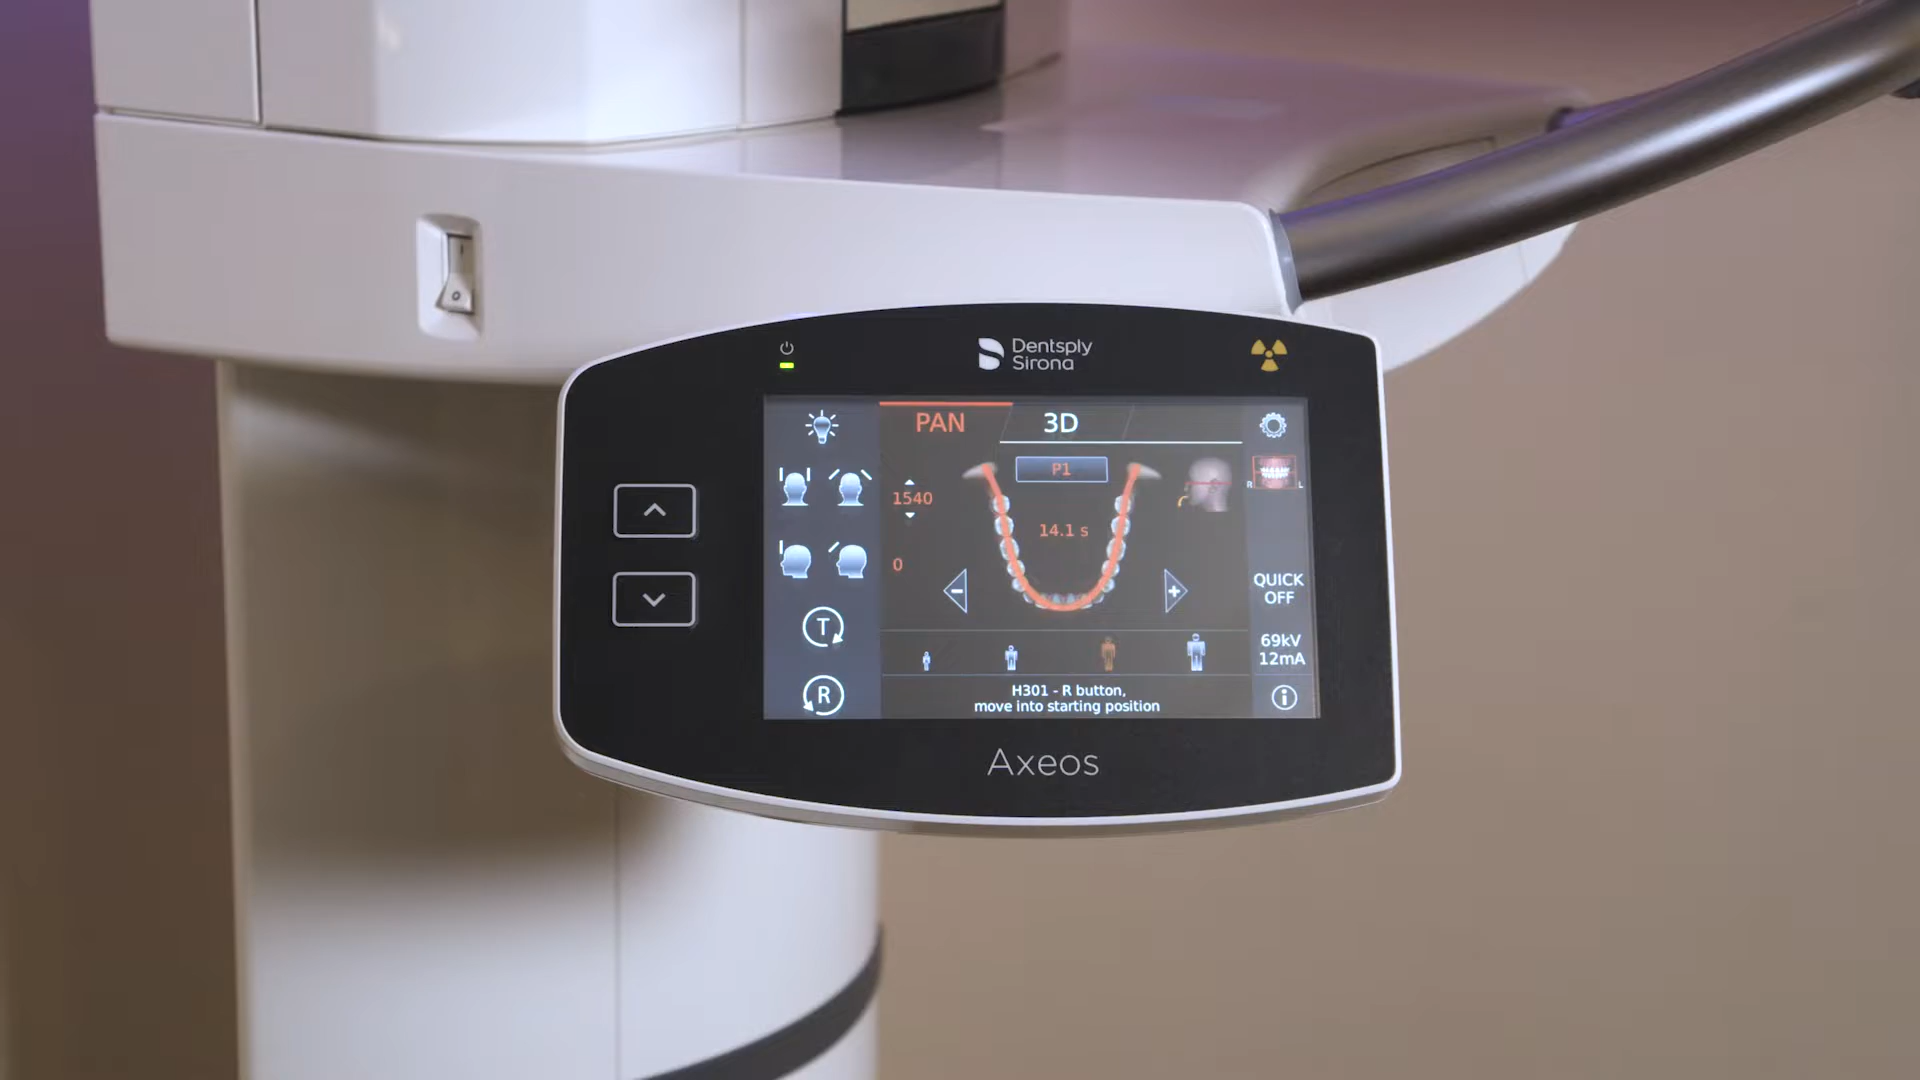 Dentsply
Sirona
PAN
3D
P1
1540
R
L
14.1 s
0
-
+
QUICK
OFF
T
69kV
12mA
R
H301 - R button,
move into starting position
i
Axeos